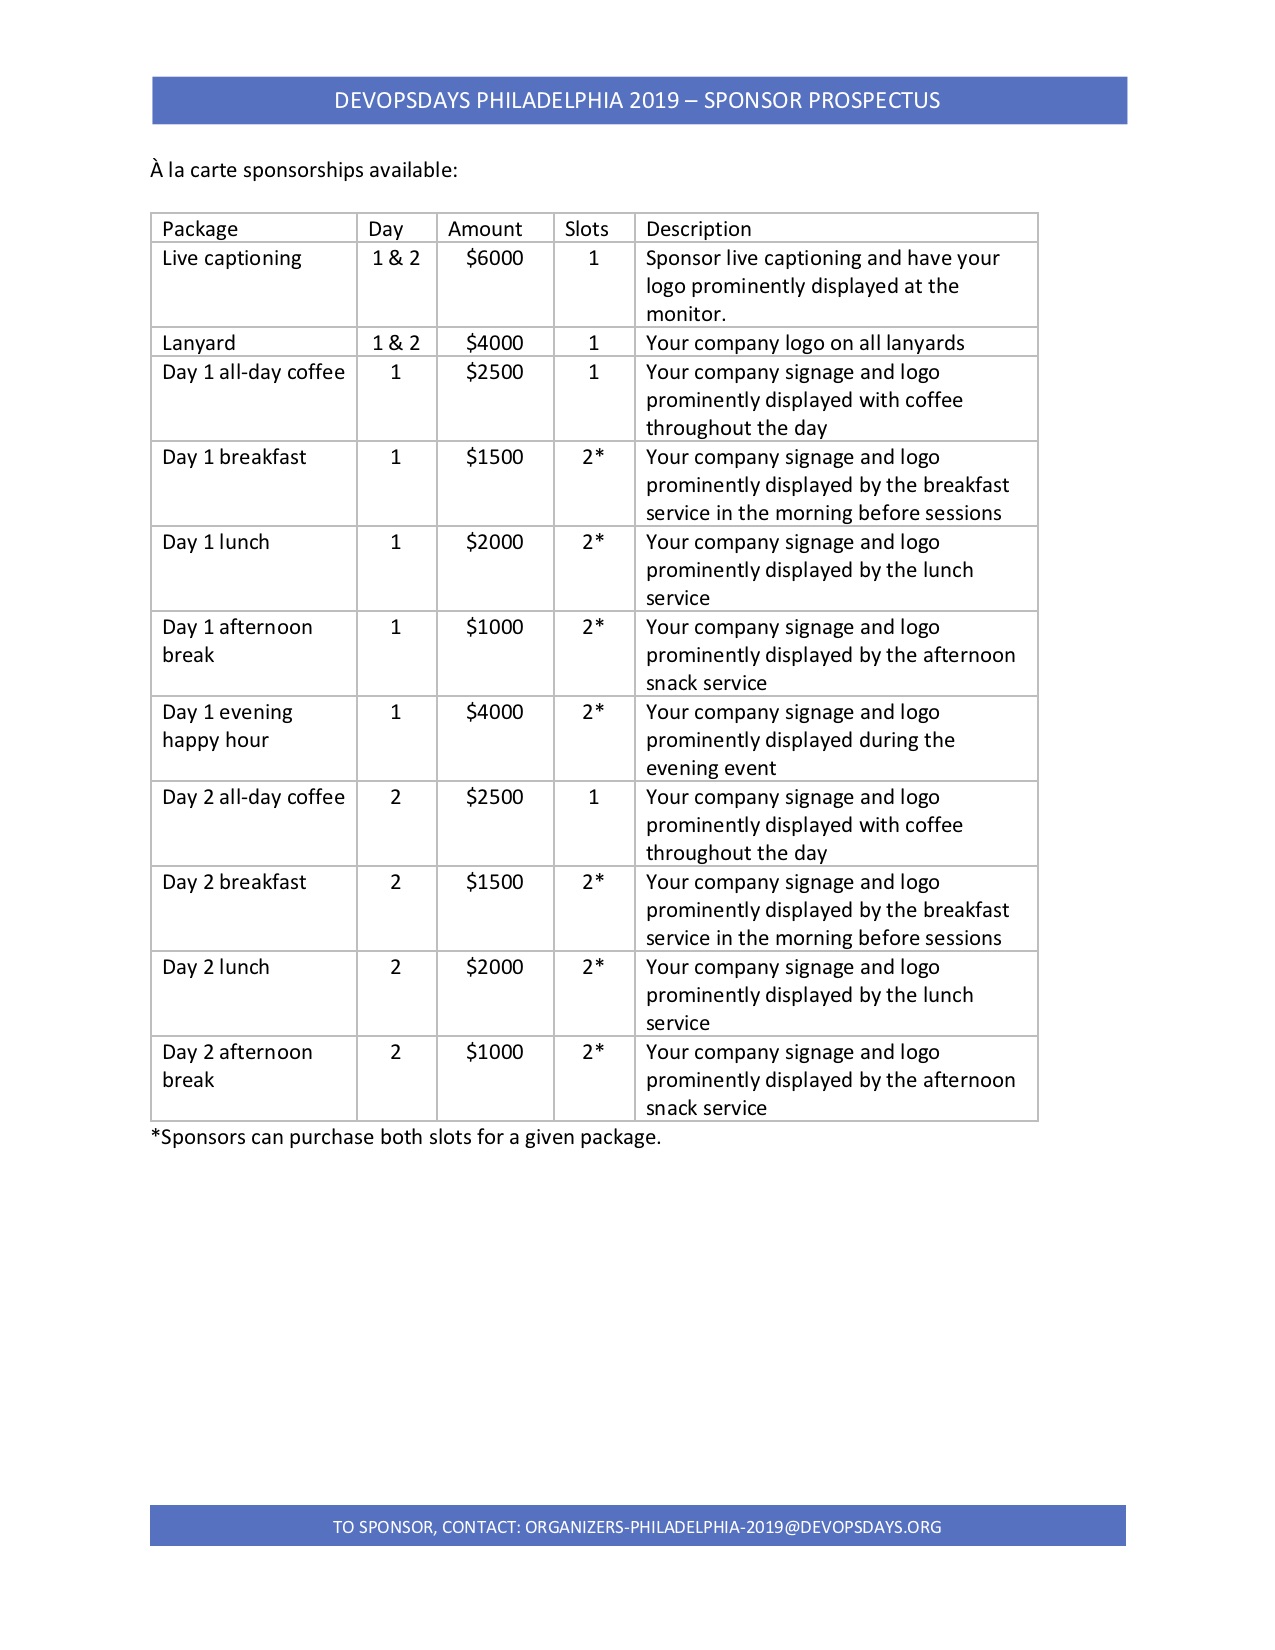 DEVOPSDAYS PHILADELPHIA 2019 – SPONSOR PROSPECTUS
À la carte sponsorships available:
Package Day Amount Slots Description
Live captioning 1 & 2 $6000 1 Sponsor live captioning and have your
logo prominently displayed at the
monitor.
Lanyard 1 & 2 $4000 1 Your company logo on all lanyards
Day 1 all-day coffee 1 $2500 1 Your company signage and logo
prominently displayed with coffee
throughout the day
Day 1 breakfast 1 $1500 2* Your company signage and logo
prominently displayed by the breakfast
service in the morning before sessions
Day 1 lunch 1 $2000 2* Your company signage and logo
prominently displayed by the lunch
service
Day 1 afternoon 1 $1000 2* Your company signage and logo
break prominently displayed by the afternoon
snack service
Day 1 evening 1 $4000 2* Your company signage and logo
happy hour prominently displayed during the
evening event
Day 2 all-day coffee 2 $2500 1 Your company signage and logo
prominently displayed with coffee
throughout the day
Day 2 breakfast 2 $1500 2* Your company signage and logo
prominently displayed by the breakfast
service in the morning before sessions
Day 2 lunch 2 $2000 2* Your company signage and logo
prominently displayed by the lunch
service
Day 2 afternoon 2 $1000 2* Your company signage and logo
break prominently displayed by the afternoon
snack service
*Sponsors can purchase both slots for a given package.
TO SPONSOR, CONTACT: ORGANIZERS-PHILADELPHIA-2019@DEVOPSDAYS.ORG